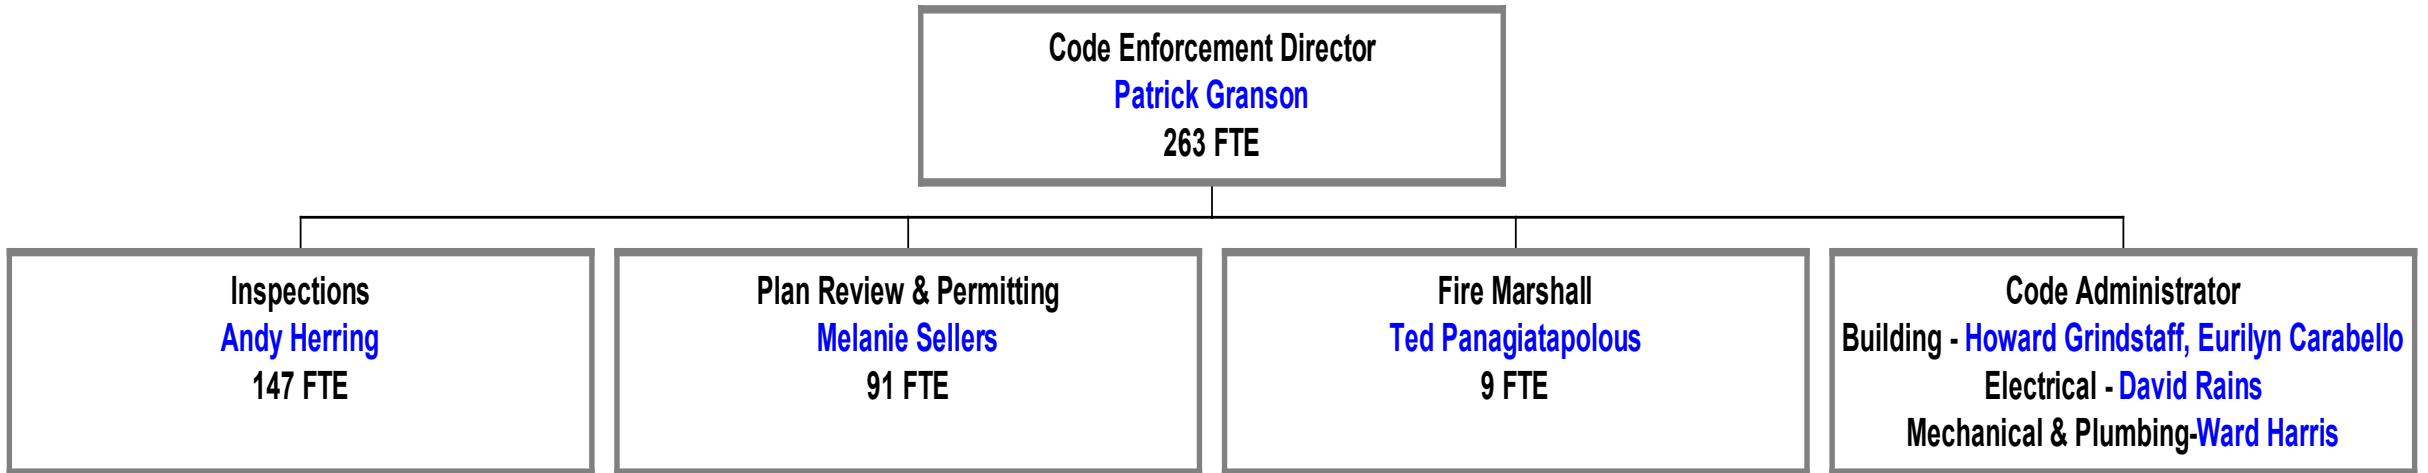 Code Enforcement Director
Patrick Granson
263 FTE
Inspections
Andy Herring
147 FTE
Plan Review & Permitting
Melanie Sellers
91 FTE
Fire Marshall
Ted Panagiatapolous
9 FTE
Code Administrator
Building - Howard Grindstaff, Eurilyn Carabello
Electrical - David Rains
Mechanical & Plumbing-Ward Harris